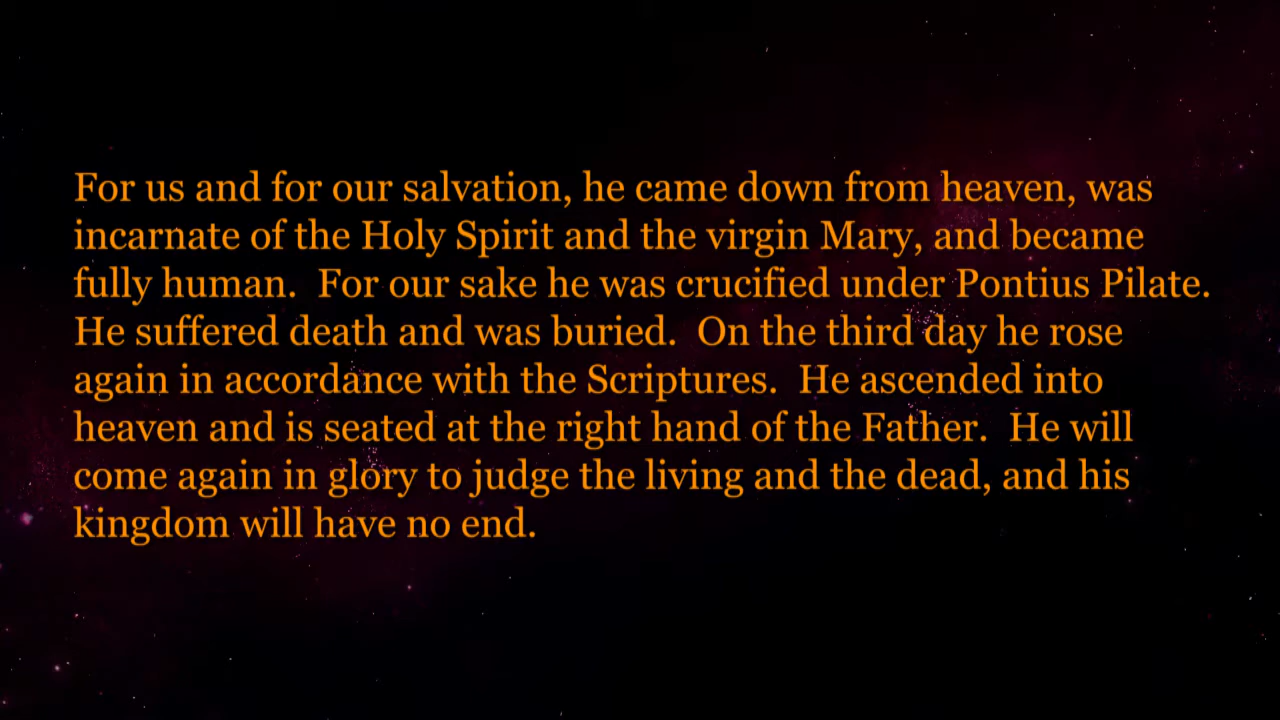 For us and for our salvation, he came down from heaven, was
incarnate of the Holy Spirit and the virgin Mary, and became
fully human.  For our sake he was crucified under Pontius Pilate.
He suffered death and was buried.  On the third day he rose
again in accordance with the Scriptures.  He ascended into
heaven and is seated at the right hand of the Father.  He will
come again in glory to judge the living and the dead, and his
kingdom will have no end.